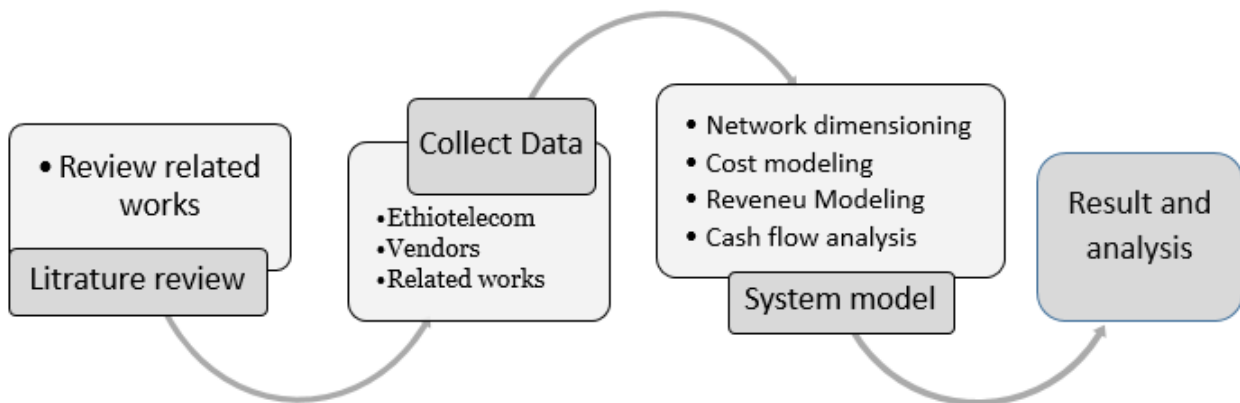 • Review related
works
Litrature review
Collect Data
•Ethiotelecom
•Vendors
•Related works
• Network dimensioning
• Cost modeling
• Reveneu Modeling
• Cash flow analysis
System model
Result and
analysis